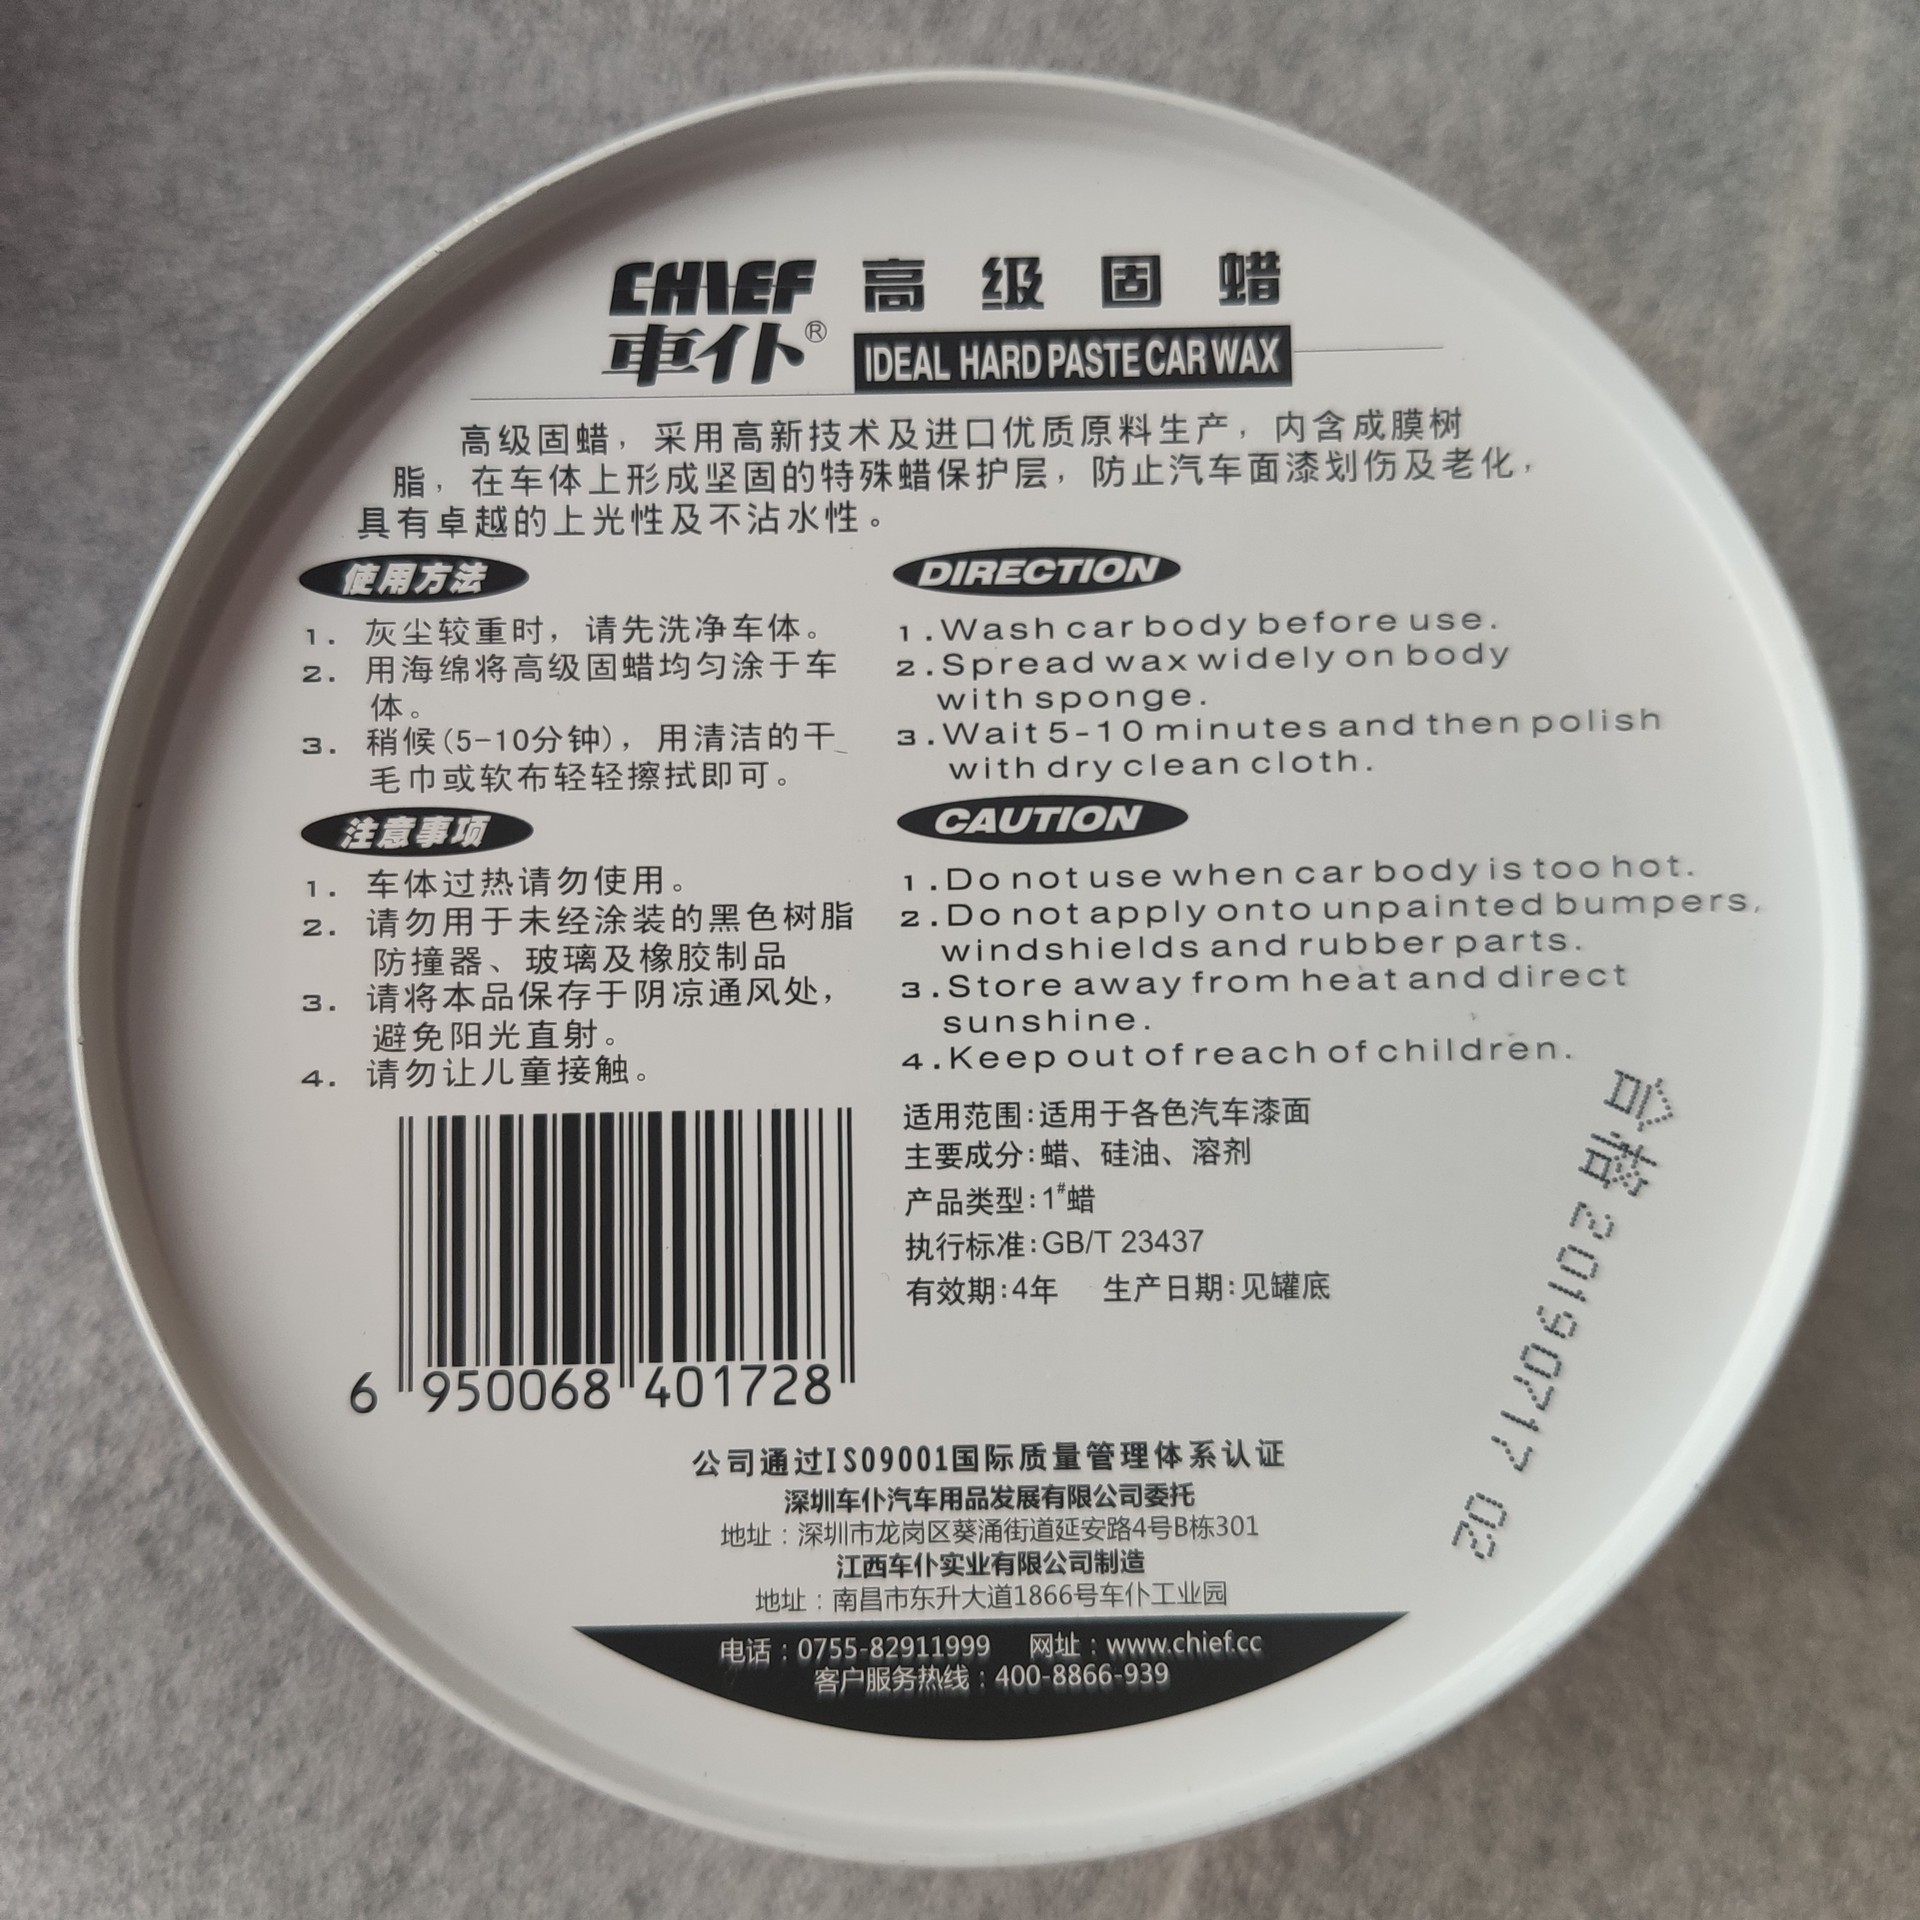 CHIEF
車仆®
高级固蜡
IDEAL HARD PASTE CAR WAX
高级固蜡，采用高新技术及进口优质原料生产，内含成膜树
脂，在车体上形成坚固的特殊蜡保护层，防止汽车面漆划伤及老化，
具有卓越的上光性及不沾水性。
使用方法
1. 灰尘较重时，请先洗净车体。
2. 用海绵将高级固蜡均匀涂于车
体。
3. 稍候(5-10分钟)，用清洁的干
毛巾或软布轻轻擦拭即可。
注意事项
1. 车体过热请勿使用。
2. 请勿用于未经涂装的黑色树脂
防撞器、玻璃及橡胶制品
3. 请将本品保存于阴凉通风处，
避免阳光直射。
4. 请勿让儿童接触。
DIRECTION
1. Wash car body before use.
2. Spread wax widely on body
with sponge.
3. Wait 5-10 minutes and then polish
with dry clean cloth.
CAUTION
1. Do not use when car body is too hot.
2. Do not apply onto unpainted bumpers,
windshields and rubber parts.
3. Store away from heat and direct
sunshine.
4. Keep out of reach of children.
适用范围:适用于各色汽车漆面
主要成分:蜡、硅油、溶剂
产品类型:1#蜡
执行标准:GB/T 23437
有效期:4年 生产日期:见罐底
合格 20190717 02
6 950068 401728
公司通过ISO9001国际质量管理体系认证
深圳车仆汽车用品发展有限公司委托
地址：深圳市龙岗区葵涌街道延安路4号B栋301
江西车仆实业有限公司制造
地址：南昌市东升大道1866号车仆工业园
电话：0755-82911999 网址：www.chief.cc
客户服务热线：400-8866-939